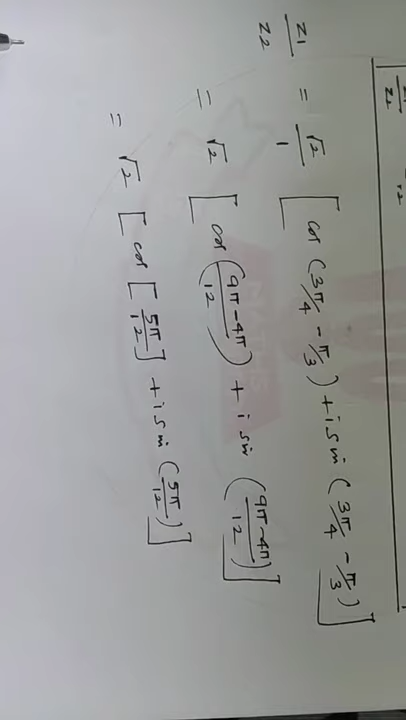 z1/z2 = √2/1 [cos (3π/4 - π/3) + i sin (3π/4 - π/3)]
= √2 [cos (9π-4π/12) + i sin (9π-4π/12)]
= √2 [cos [5π/12] + i sin (5π/12)]